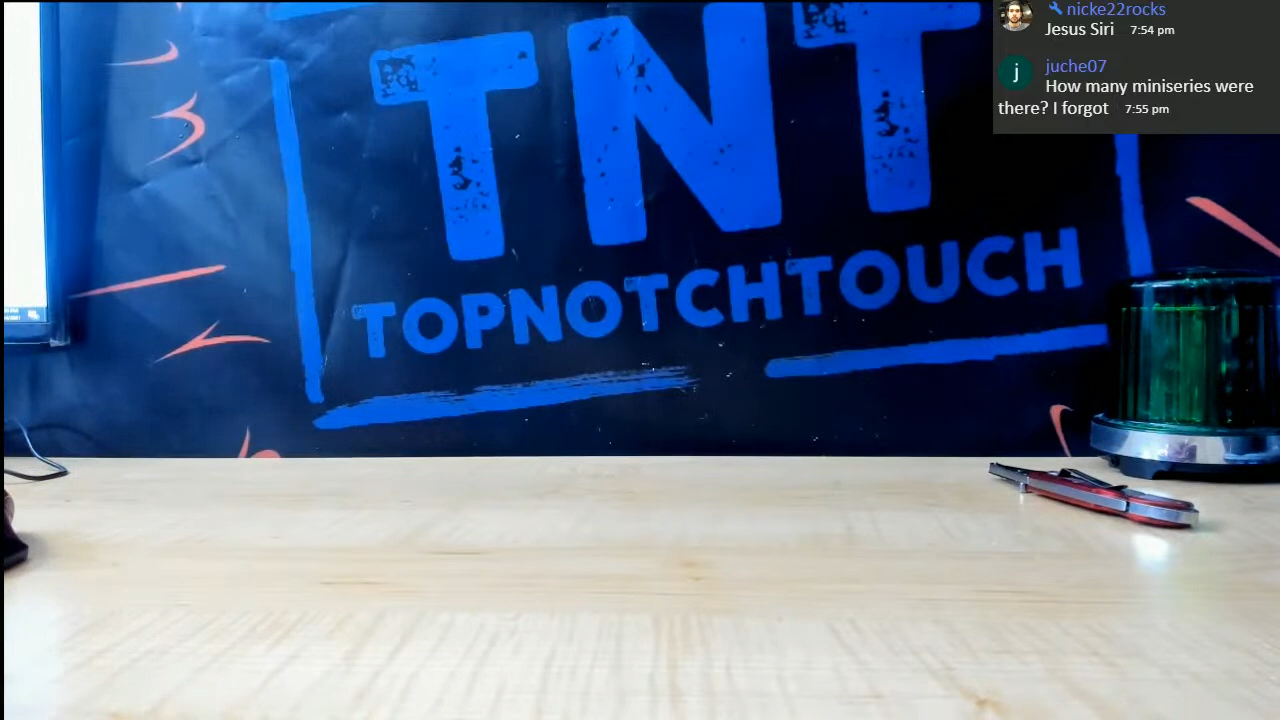 TNT
TOPNOTCHTOUCH
nicke22rocks
Jesus Siri 7:54 pm
j juche07
How many miniseries were
there? I forgot 7:55 pm